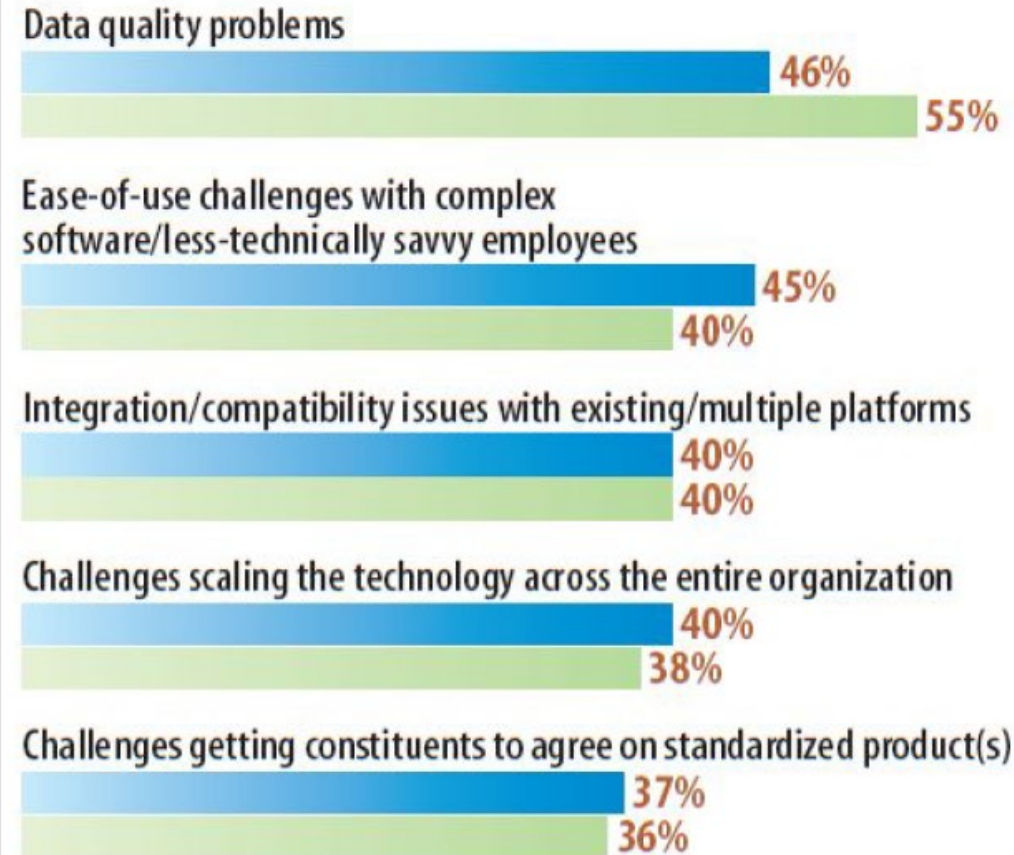 Data quality problems
46%
55%
Ease-of-use challenges with complex
software/less-technically savvy employees
45%
40%
Integration/compatibility issues with existing/multiple platforms
40%
40%
Challenges scaling the technology across the entire organization
40%
38%
Challenges getting constituents to agree on standardized product(s)
37%
36%